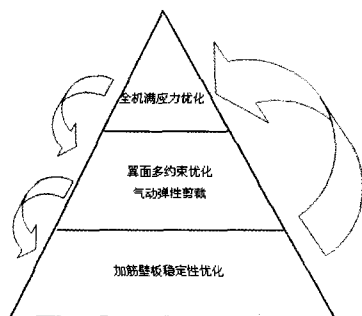 全机满应力优化
翼面多约束优化
气动弹性剪裁
加筋壁板稳定性优化